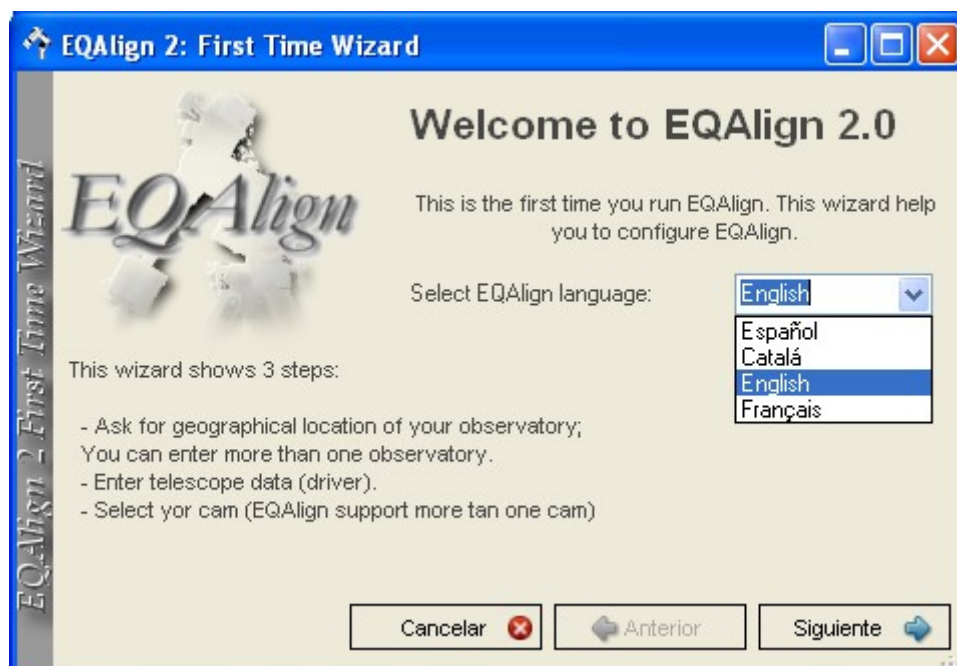 EQAlign 2: First Time Wizard
EQAlign 2 First Time Wizard
EQAlign
Welcome to EQAlign 2.0
This is the first time you run EQAlign. This wizard help
you to configure EQAlign.
Select EQAlign language:
English
Español
Catalá
English
Français
This wizard shows 3 steps:
- Ask for geographical location of your observatory;
You can enter more than one observatory.
- Enter telescope data (driver).
- Select yor cam (EQAlign support more tan one cam)
Cancelar
Anterior
Siguiente